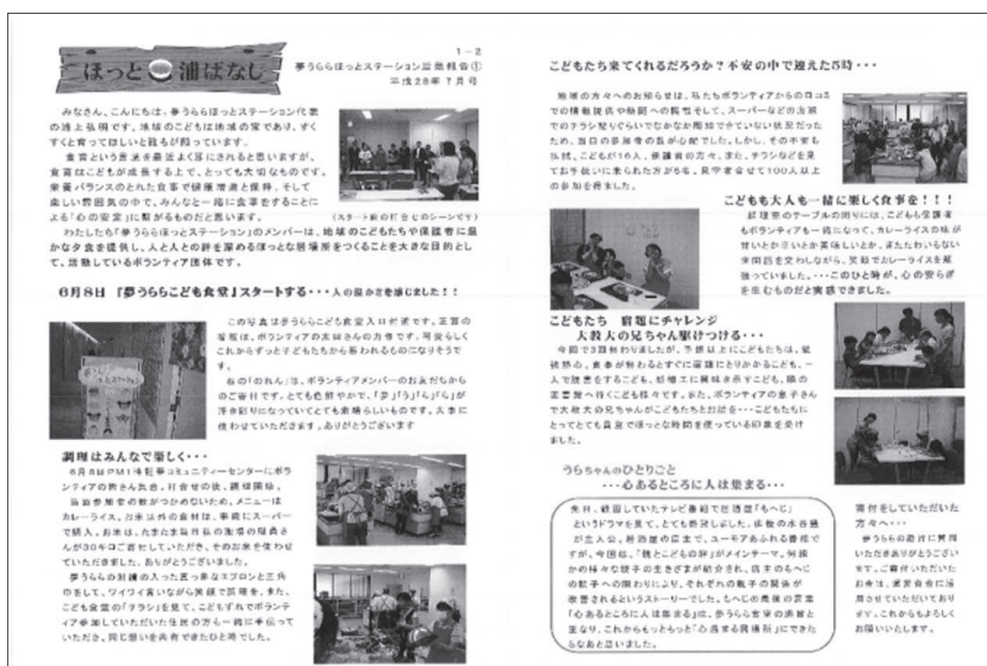 ほっと 浦ばなし
1－2
夢うららほっとステーション活動報告①
平成28年7月号
みなさん、こんにちは、夢うららほっとステーション代表
の浦上弘明です。地域のこどもは地域の宝であり、すく
すくと育ってほしいと誰もが願っています。
食育という言葉を最近よく耳にされると思いますが、
食育はこどもが成長する上で、とっても大切なものです。
栄養バランスのとれた食事で健康増進と保持、そして
楽しい雰囲気の中で、みんなと一緒に食事をすることに
よる「心の安定」に繋がるものだと思います。
（スタート前の打合せのシーンです）
わたしたち「夢うららほっとステーション」のメンバーは、地域のこどもたちや保護者に温
かな夕食を提供し、人と人との絆を深めるほっとな居場所をつくることを大きな目的とし
て、活動しているボランティア団体です。
6月8日 『夢うららこども食堂』スタートする・・・人の温かさを感じました！！
この写真は夢うららこども食堂入口付近です。正面の
看板は、ボランティアの太田さんの力作です。可愛らしく
これからずっと子どもたちから慕われるものになりそうで
す。
右の「のれん」は、ボランティアメンバーのお友だちから
のご寄付です。とても色鮮やかで、「夢」「う」「ら」「ら」が
浮き彫りになっていてとても素晴らしいものです。大事に
使わせていただきます。ありがとうございます
調理はみんなで楽しく・・・
6月8日PM1時 コミュニティーセンターにボラ
ンティアの皆さん集合。打合せの後、調理開始。
当日参加者の数がつかめないため、メニューは
カレーライス。お米以外の食材は、事前にスーパー
で購入。お米は、たまたま当日私の職場の職員さ
んが30キロご寄付していただき、そのお米を使わせ
ていただきました。ありがとうございました。
夢うららの刺繍の入った真っ赤なエプロンと三角
巾をして、ワイワイ言いながら笑顔で調理を。また、
こども食堂の「チラシ」を見て、こどもずれでボランテ
ィア参加していただいた住民の方も一緒に手伝って
いただき、同じ想いを共有できたひと時でした。
こどもたち来てくれるだろうか？不安の中で迎えた5時・・・
地域の方々へのお知らせは、私たちボランティアからの口コミ
での情報提供や 関への そして、スーパーなどの店頭
でのチラシ配りぐらいでなかなか周知できていない状況だった
ため、当日の参加者の数が心配でした。しかし、その不安も
払拭、こどもが16人、保護者の方々、また、チラシなどを見
てお手伝いに来られた方が5名。見学者合せて100人以上
の参加を得ました。
こどもも大人も一緒に楽しく食事を！！！
調理室のテーブルの周りには、こどもも保護者
もボランティアも一緒になって、カレーライスの味が
甘いとか辛いとか美味しいとか、またたわいもない
世間話を交わしながら、笑顔でカレーライスを頬
張っていました。・・・このひと時が、心の安らぎ
を生むものだと実感できました。
こどもたち 宿題にチャレンジ
大教大の兄ちゃん駆けつける・・・
今回で3回終わりましたが、予想以上にこどもたちは、勉
強熱心。食事が終わるとすぐに宿題にとりかかるこども、一
人で読書をするこども、紙細工に興味を示すこども、隣の
図書館へ行くこども様々です。また、ボランティアの息子さん
で大教大の兄ちゃんがこどもたちとお話を・・・こどもたちに
とってとても貴重でほっとな時間を使っている印象を受け
ました。
うらちゃんのひとりごと
・・・心あるところに人は集まる・・・
先日、録画していたテレビ番組で居酒屋「もへじ」
というドラマを見て、とても感銘しました。俳優の水谷豊
が主人公。居酒屋の店主で、ユーモアあふれる番組で
すが、今回は、「親とこどもの絆」がメインテーマ。何組
かの様々な親子の生きざまが紹介され、店主のもへじ
の親子への関わりにより、それぞれの親子の関係が
改善されるというストーリーでした。もへじの最後の言葉
「心あるところに人は集まる」は、夢うらら食堂の趣旨と
重なり、これからもっともっと「心温まる居場所」にできた
らなあと思いました。
寄付をしていただいた
方々へ・・・
夢うららの趣旨に賛同
いただきありがとうござい
ます。ご寄付いただいた
お金は、運営資金に活
用させていただいており
ます。これからもよろしく
お願いいたします。